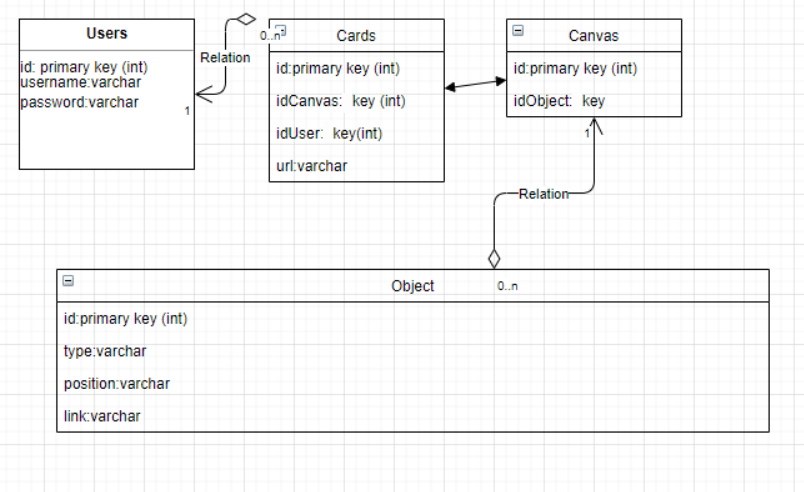 Users
id: primary key (int)
username:varchar
password:varchar
1
Relation
0..n
Cards
id:primary key (int)
idCanvas: key (int)
idUser: key(int)
url:varchar
Canvas
id:primary key (int)
idObject: key
1
Relation
Object
0..n
id:primary key (int)
type:varchar
position:varchar
link:varchar